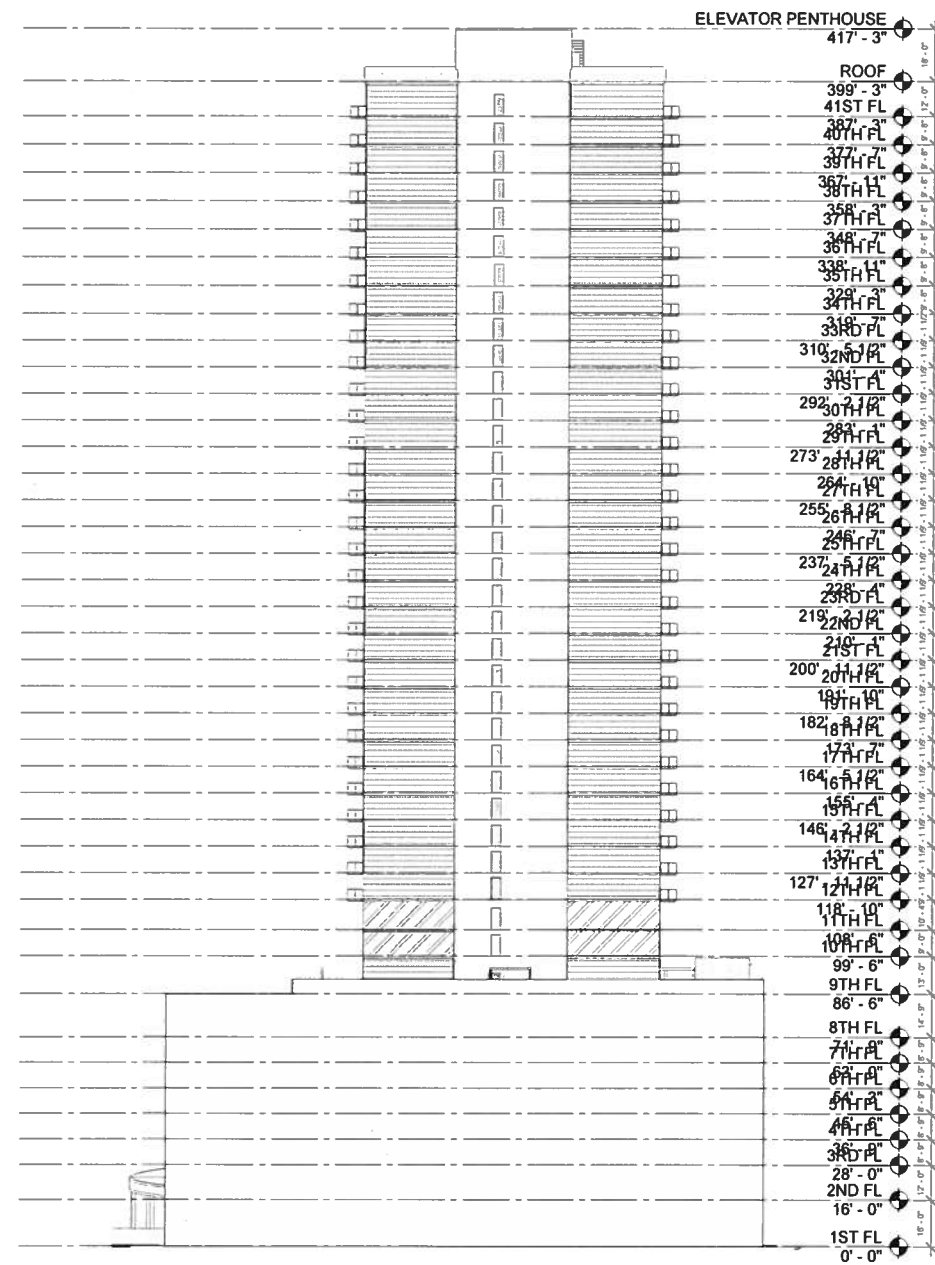 ELEVATOR PENTHOUSE
417' - 3"
18' - 0"
ROOF
399' - 3"
12' - 0"
41ST FL
387' - 3"
40TH FL
377' - 7"
39TH FL
367' - 11"
38TH FL
358' - 3"
37TH FL
348' - 7"
36TH FL
338' - 11"
35TH FL
329' - 3"
34TH FL
319' - 7"
33RD FL
310' - 5 1/2"
32ND FL
301' - 4"
31ST FL
292' - 2 1/2"
30TH FL
283' - 1"
29TH FL
273' - 11 1/2"
28TH FL
264' - 10"
27TH FL
255' - 8 1/2"
26TH FL
246' - 7"
25TH FL
237' - 5 1/2"
24TH FL
228' - 4"
23RD FL
219' - 2 1/2"
22ND FL
210' - 1"
21ST FL
200' - 11 1/2"
20TH FL
191' - 10"
19TH FL
182' - 8 1/2"
18TH FL
173' - 7"
17TH FL
164' - 5 1/2"
16TH FL
155' - 4"
15TH FL
146' - 2 1/2"
14TH FL
137' - 1"
13TH FL
127' - 11 1/2"
12TH FL
118' - 10"
11TH FL
108' - 6"
10TH FL
99' - 6"
9TH FL
86' - 6"
8TH FL
71' - 9"
7TH FL
63' - 0"
6TH FL
54' - 3"
5TH FL
45' - 6"
4TH FL
36' - 9"
3RD FL
28' - 0"
2ND FL
16' - 0"
16' - 0"
1ST FL
0' - 0"